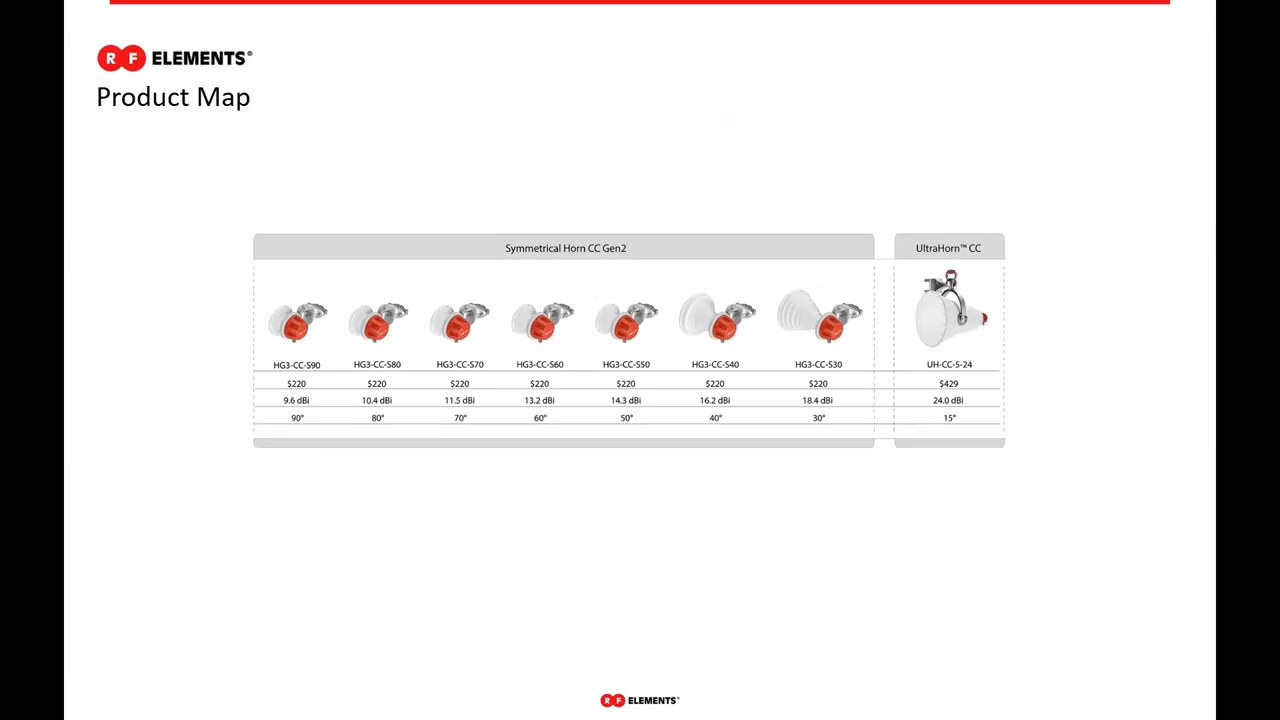 R F ELEMENTS®
Product Map
Symmetrical Horn CC Gen2 UltraHorn™ CC
HG3-CC-S90 HG3-CC-S80 HG3-CC-S70 HG3-CC-S60 HG3-CC-S50 HG3-CC-S40 HG3-CC-S30 UH-CC-5-24
$220 $220 $220 $220 $220 $220 $220 $429
9.6 dBi 10.4 dBi 11.5 dBi 13.2 dBi 14.3 dBi 16.2 dBi 18.4 dBi 24.0 dBi
90° 80° 70° 60° 50° 40° 30° 15°
R F ELEMENTS®